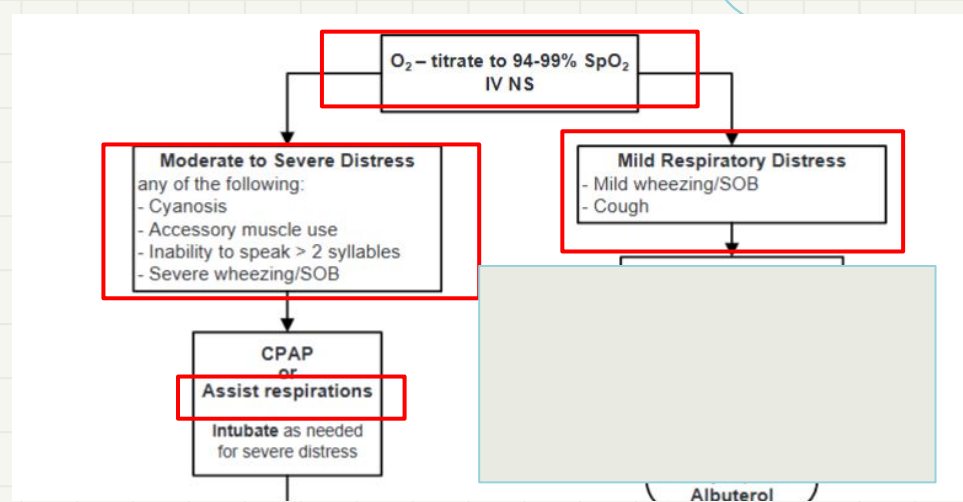 O₂ – titrate to 94-99% SpO₂
IV NS
Moderate to Severe Distress
any of the following:
- Cyanosis
- Accessory muscle use
- Inability to speak > 2 syllables
- Severe wheezing/SOB
Mild Respiratory Distress
- Mild wheezing/SOB
- Cough
CPAP
or
Assist respirations
Intubate as needed
for severe distress
Albuterol